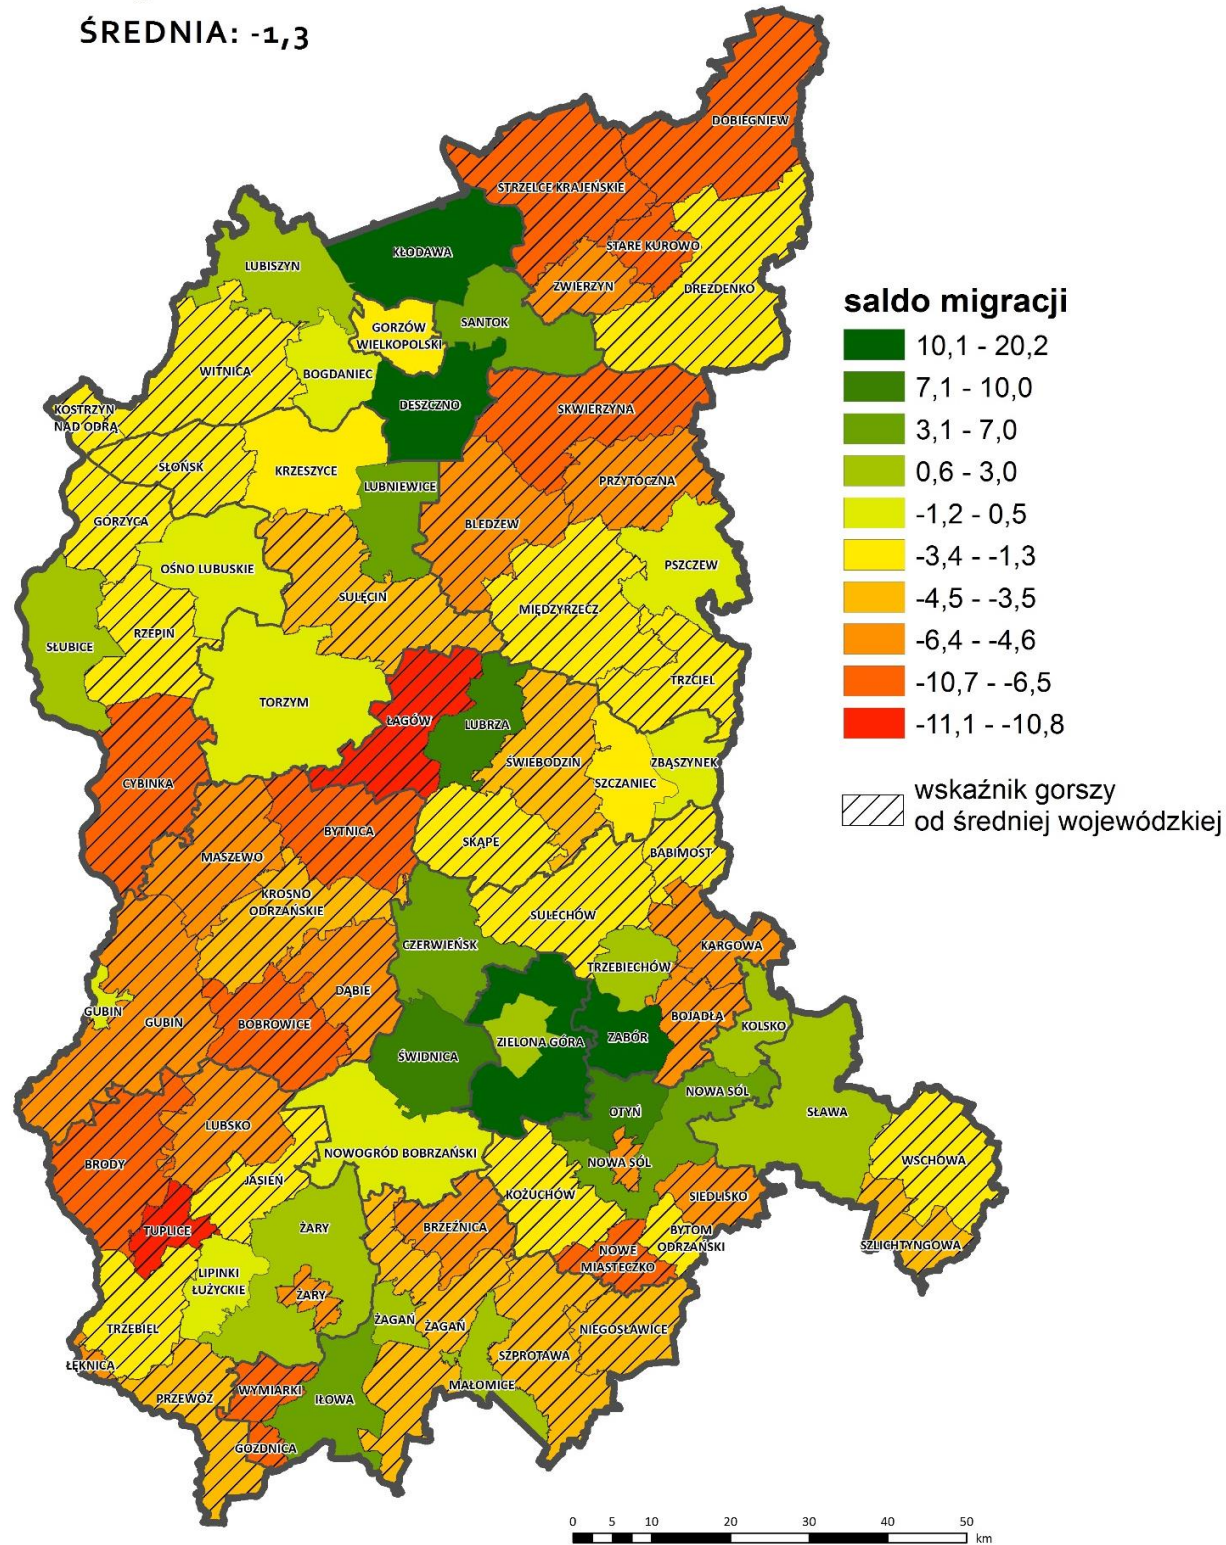 ŚREDNIA: -1,3
DOBIEGNIEW
STRZELCE KRAJEŃSKIE
STARE KUROWO
KŁODAWA
LUBISZYN
ZWIERZYN
DREZDENKO
SANTOK
GORZÓW
WIELKOPOLSKI
WITNICA
BOGDANIEC
DESZCZNO
SKWIERZYNA
KOSTRZYN
NAD ODRĄ
SŁOŃSK
KRZESZYCE
LUBNIEWICE
PRZYTOCZNA
GÓRZYCA
BLEDZEW
OŚNO LUBUSKIE
PSZCZEW
SULĘCIN
MIĘDZYRZECZ
RZEPIN
SŁUBICE
TRZCIEL
TORZYM
ŁAGÓW
LUBRZA
ŚWIEBODZIN
ZBĄSZYNEK
CYBINKA
SZCZANIEC
BYTNICA
SKĄPE
MASZEWO
BABIMOST
KROSNO
ODRZAŃSKIE
SULECHÓW
CZERWIEŃSK
KARGOWA
TRZEBIECHÓW
DĄBIE
GUBIN
GUBIN
BOBROWICE
BOJADŁA
KOLSKO
ZIELONA GÓRA
ZABÓR
ŚWIDNICA
NOWA SÓL
OTYŃ
SŁAWA
LUBSKO
NOWOGRÓD BOBRZAŃSKI
BRODY
NOWA SÓL
WSCHOWA
JASIEŃ
KOŻUCHÓW
SIEDLISKO
TUPLICE
ŻARY
BRZEŹNICA
BYTOM
ODRZAŃSKI
NOWE
MIASTECZKO
SZLICHTYNGOWA
LIPINKI
ŁUŻYCKIE
ŻARY
ŻAGAŃ
ŻAGAŃ
TRZEBIEL
NIEGOSŁAWICE
SZPROTAWA
ŁĘKNICA
PRZEWÓZ
WYMIARKI
IŁOWA
MAŁOMICE
GOZDNICA
saldo migracji
10,1 - 20,2
7,1 - 10,0
3,1 - 7,0
0,6 - 3,0
-1,2 - 0,5
-3,4 - -1,3
-4,5 - -3,5
-6,4 - -4,6
-10,7 - -6,5
-11,1 - -10,8
wskaźnik gorszy
od średniej wojewódzkiej
0 5 10 20 30 40 50
km